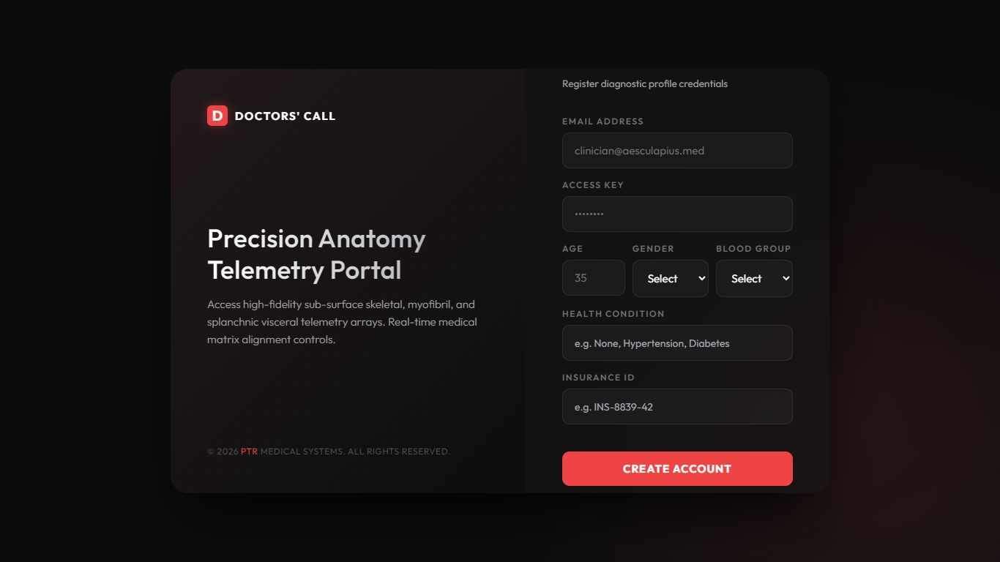 D DOCTORS' CALL
Precision Anatomy
Telemetry Portal
Access high-fidelity sub-surface skeletal, myofibril, and
splanchnic visceral telemetry arrays. Real-time medical
matrix alignment controls.
© 2026 PTR MEDICAL SYSTEMS. ALL RIGHTS RESERVED.
Register diagnostic profile credentials
EMAIL ADDRESS
clinician@aesculapius.med
ACCESS KEY
••••••••
AGE GENDER BLOOD GROUP
35 Select Select
HEALTH CONDITION
e.g. None, Hypertension, Diabetes
INSURANCE ID
e.g. INS-8839-42
CREATE ACCOUNT